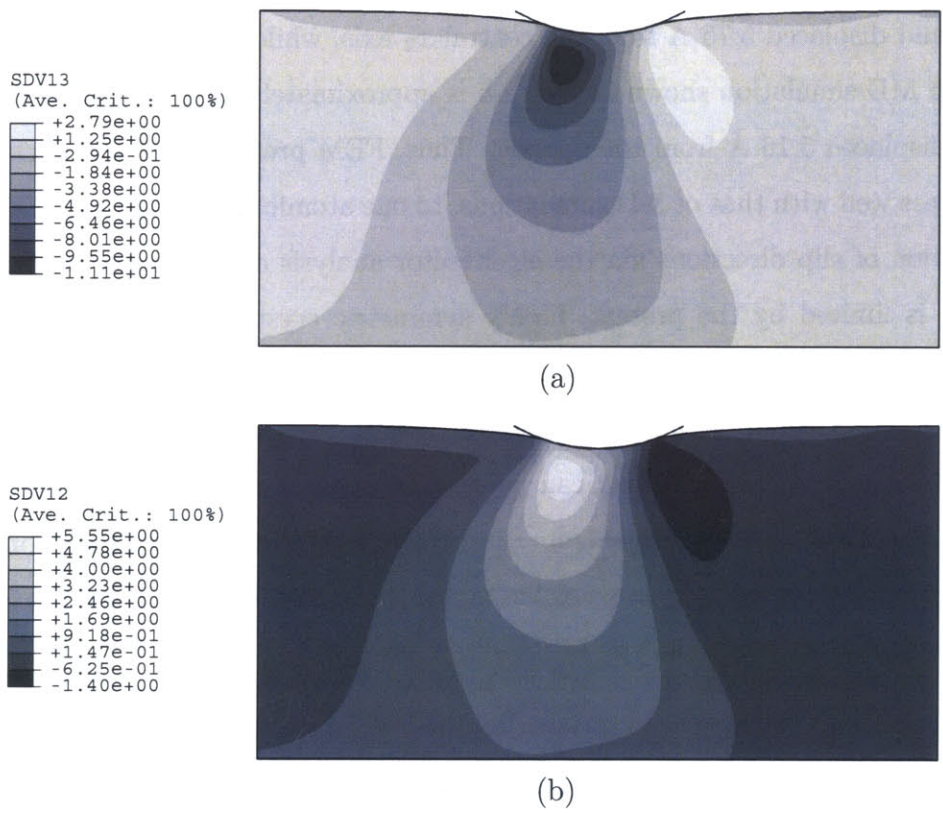 SDV13
(Ave. Crit.: 100%)
+2.79e+00
+1.25e+00
-2.94e-01
-1.84e+00
-3.38e+00
-4.92e+00
-6.46e+00
-8.01e+00
-9.55e+00
-1.11e+01
(a)
SDV12
(Ave. Crit.: 100%)
+5.55e+00
+4.78e+00
+4.00e+00
+3.23e+00
+2.46e+00
+1.69e+00
+9.18e-01
+1.47e-01
-6.25e-01
-1.40e+00
(b)